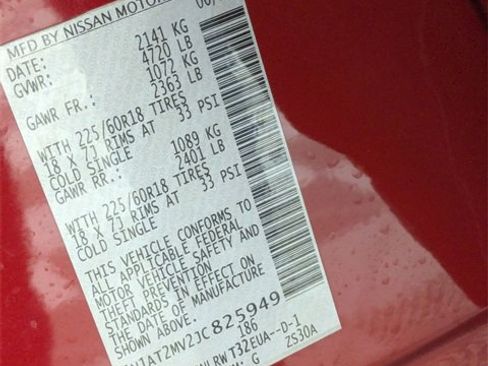 MFD BY NISSAN MOTOR
DATE:
GVWR: 2141 KG
4720 LB
GAWR FR.: 1072 KG
2363 LB
WITH 225/60R18 TIRES
18 X 7J RIMS AT 33 PSI
COLD SINGLE
GAWR RR.: 1089 KG
2401 LB
WITH 225/60R18 TIRES
18 X 7J RIMS AT 33 PSI
COLD SINGLE
THIS VEHICLE CONFORMS TO
ALL APPLICABLE FEDERAL
MOTOR VEHICLE SAFETY AND
THEFT PREVENTION
STANDARDS IN EFFECT ON
THE DATE OF MANUFACTURE
SHOWN ABOVE.
1AT2MV2JC825949
186
LRWT32EUA--D-1
G ZS30A